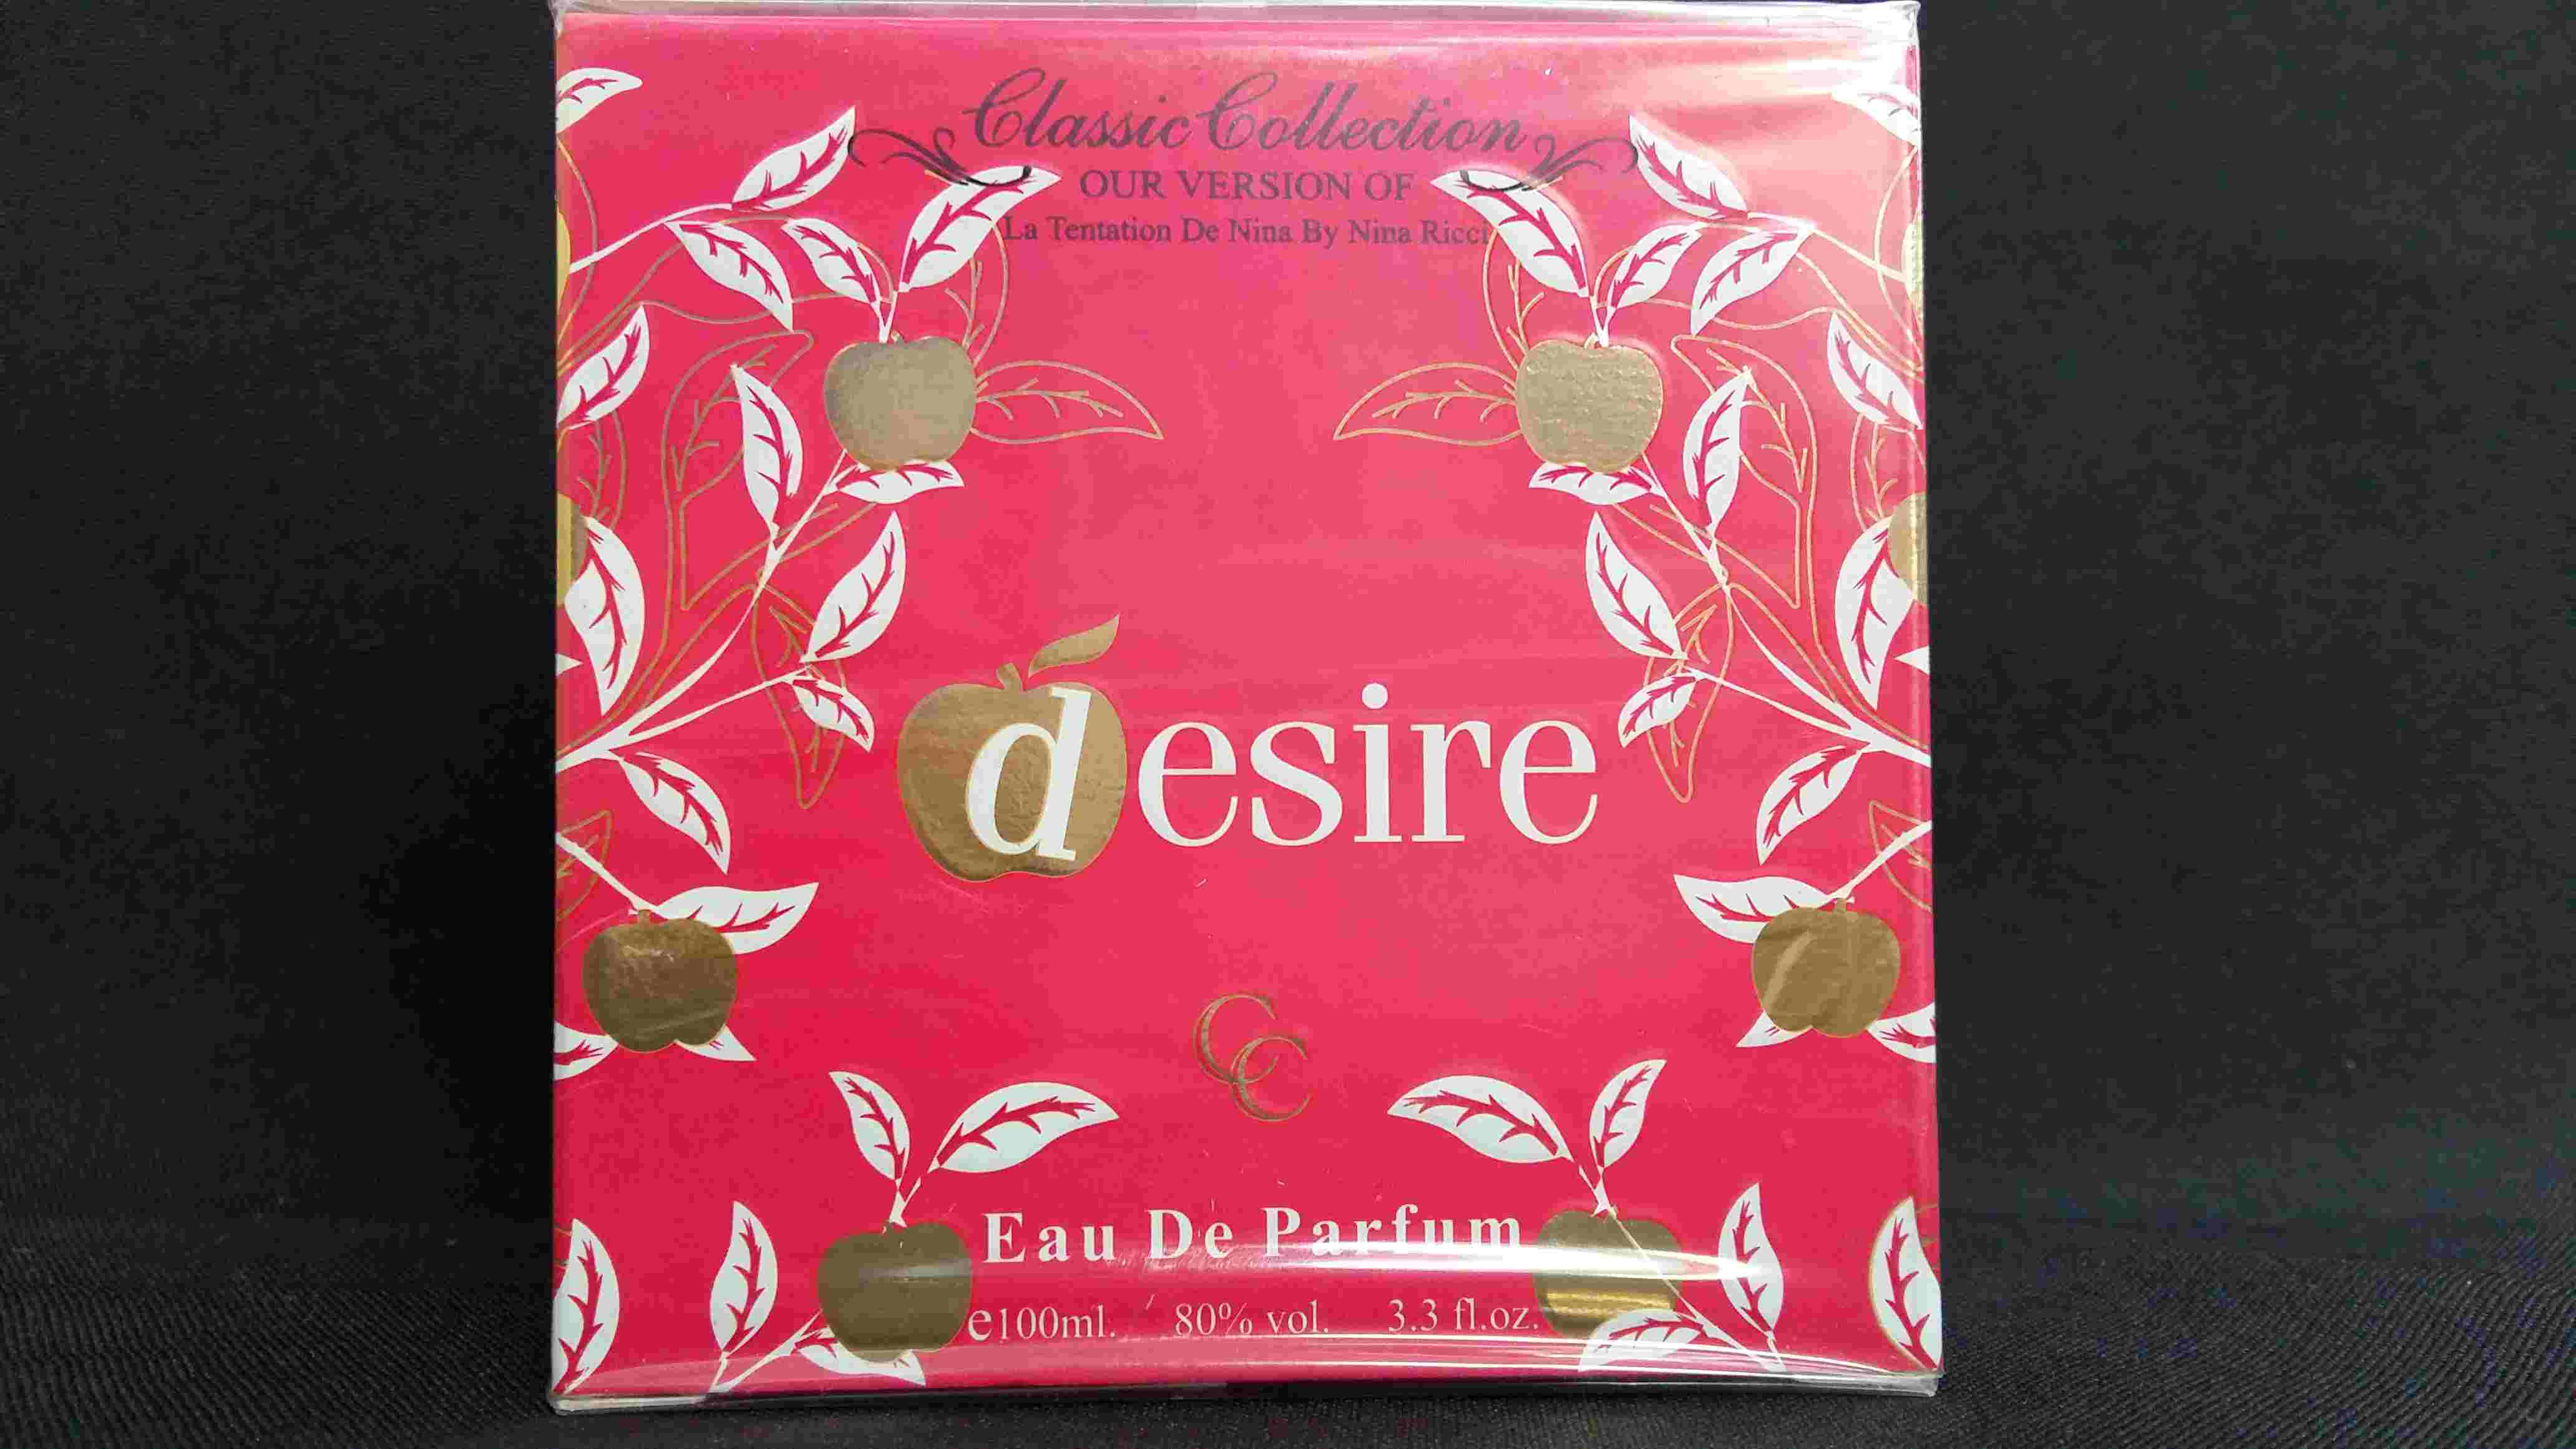 Classic Collection
OUR VERSION OF
La Tentation De Nina By Nina Ricci
desire
CC
Eau De Parfum
e100ml. 80% vol. 3.3 fl.oz.